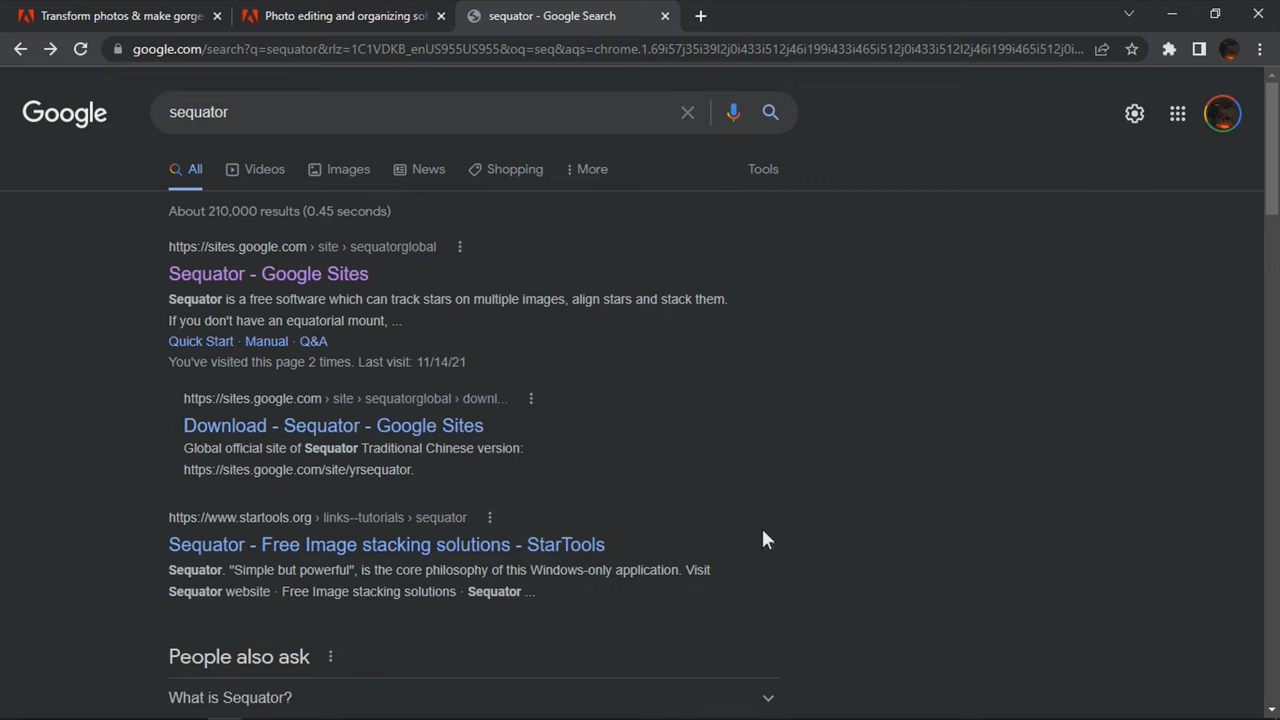 Transform photos & make gorge
Photo editing and organizing sof
sequator - Google Search
google.com/search?q=sequator&rlz=1C1VDKB_enUS955US955&oq=seq&aqs=chrome.1.69i57j35i39l2j0i433i512j46i199i433i465i512j0i433i512l2j46i199i465i512j0i433i512j0i512j...
Google
sequator
All
Videos
Images
News
Shopping
More
Tools
About 210,000 results (0.45 seconds)
https://sites.google.com › site › sequatorglobal
Sequator - Google Sites
Sequator is a free software which can track stars on multiple images, align stars and stack them.
If you don't have an equatorial mount, ...
Quick Start · Manual · Q&A
You've visited this page 2 times. Last visit: 11/14/21
https://sites.google.com › site › sequatorglobal › downl...
Download - Sequator - Google Sites
Global official site of Sequator Traditional Chinese version:
https://sites.google.com/site/yrsequator.
https://www.startools.org › links--tutorials › sequator
Sequator - Free Image stacking solutions - StarTools
Sequator. "Simple but powerful", is the core philosophy of this Windows-only application. Visit
Sequator website · Free Image stacking solutions · Sequator ...
People also ask
What is Sequator?